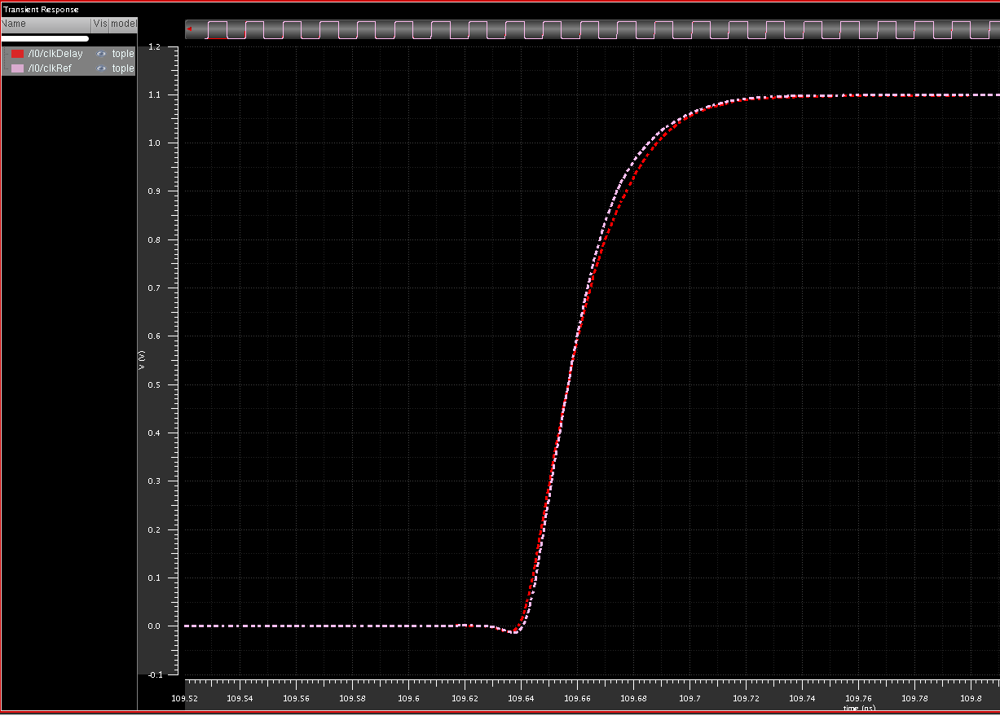 Transient Response
Name Vis model
/I0/clkDelay tople
/I0/clkRef tople
1.2
1.1
1.0
0.9
0.8
0.7
0.6
V (V)
0.5
0.4
0.3
0.2
0.1
0.0
-0.1
109.52 109.54 109.56 109.58 109.6 109.62 109.64 109.66 109.68 109.7 109.72 109.74 109.76 109.78 109.8
time (ns)